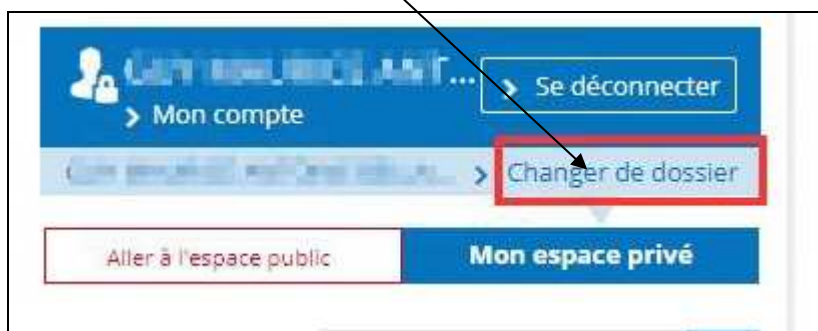 > Se déconnecter
> Mon compte
> Changer de dossier
Aller à l'espace public
Mon espace privé